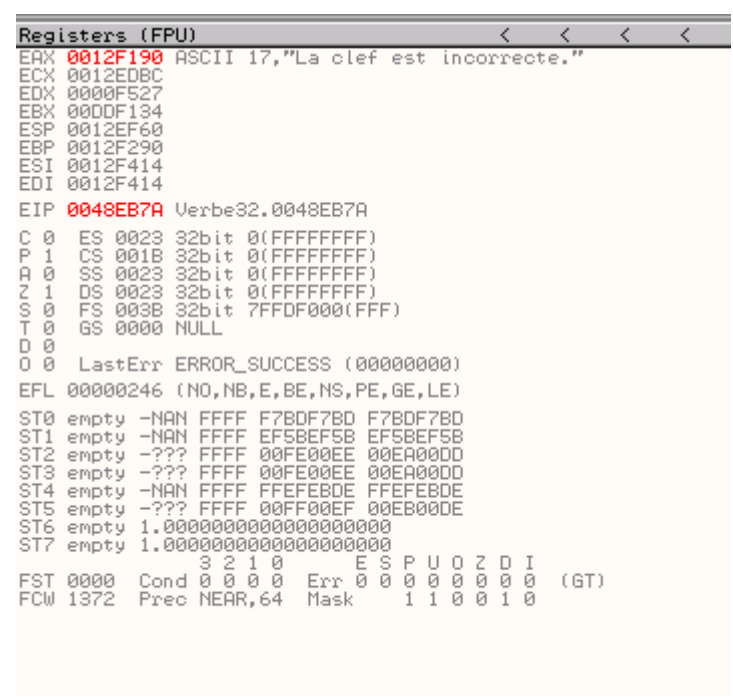 Registers (FPU) < < < <
EAX 0012F190 ASCII 17,"La clef est incorrecte."
ECX 0012EDBC
EDX 0000F527
EBX 00DDF134
ESP 0012EF60
EBP 0012F290
ESI 0012F414
EDI 0012F414
EIP 0048EB7A Verbe32.0048EB7A
C 0 ES 0023 32bit 0(FFFFFFFF)
P 1 CS 001B 32bit 0(FFFFFFFF)
A 0 SS 0023 32bit 0(FFFFFFFF)
Z 1 DS 0023 32bit 0(FFFFFFFF)
S 0 FS 003B 32bit 7FFDF000(FFF)
T 0 GS 0000 NULL
D 0
O 0 LastErr ERROR_SUCCESS (00000000)
EFL 00000246 (NO,NB,E,BE,NS,PE,GE,LE)
ST0 empty -NAN FFFF F7BDF7BD F7BDF7BD
ST1 empty -NAN FFFF EF5BEF5B EF5BEF5B
ST2 empty -??? FFFF 00FE00EE 00EA00DD
ST3 empty -??? FFFF 00FE00EE 00EA00DD
ST4 empty -NAN FFFF FFEFEBDE FFEFEBDE
ST5 empty -??? FFFF 00FF00EF 00EB00DE
ST6 empty 1.0000000000000000000
ST7 empty 1.0000000000000000000
3 2 1 0 E S P U O Z D I
FST 0000 Cond 0 0 0 0 Err 0 0 0 0 0 0 0 0 (GT)
FCW 1372 Prec NEAR,64 Mask 1 1 0 0 1 0